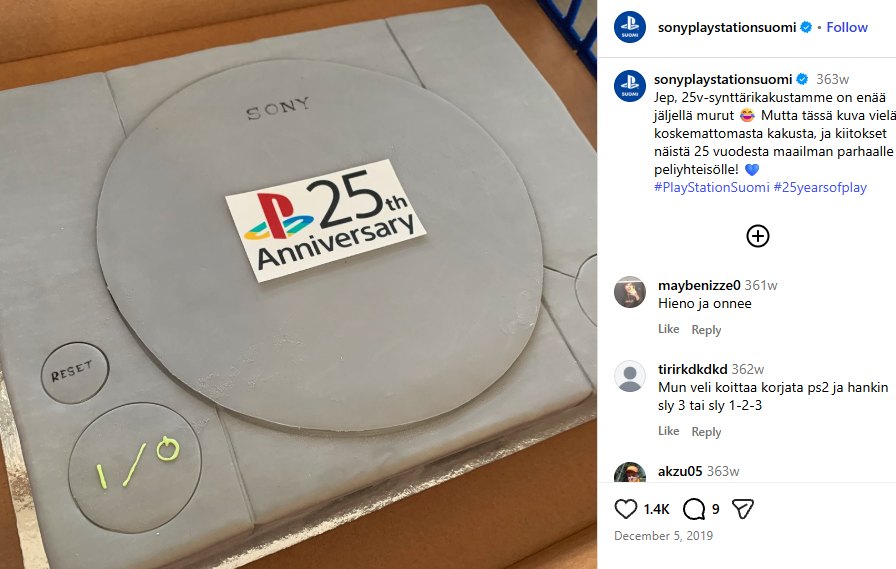 SONY
25th
Anniversary
RESET
I/O
SUOMI
sonyplaystationsuomi • Follow
SUOMI
sonyplaystationsuomi 363w
Jep, 25v-synttärikakustamme on enää
jäljellä murut 😂 Mutta tässä kuva vielä
koskemattomasta kakusta, ja kiitokset
näistä 25 vuodesta maailman parhaalle
peliyhteisölle! 💙
#PlayStationSuomi #25yearsofplay
maybenizze0 361w
Hieno ja onnee
Like Reply
tirirkdkdkd 362w
Mun veli koittaa korjata ps2 ja hankin
sly 3 tai sly 1-2-3
Like Reply
akzu05 363w
1.4K 9
December 5, 2019